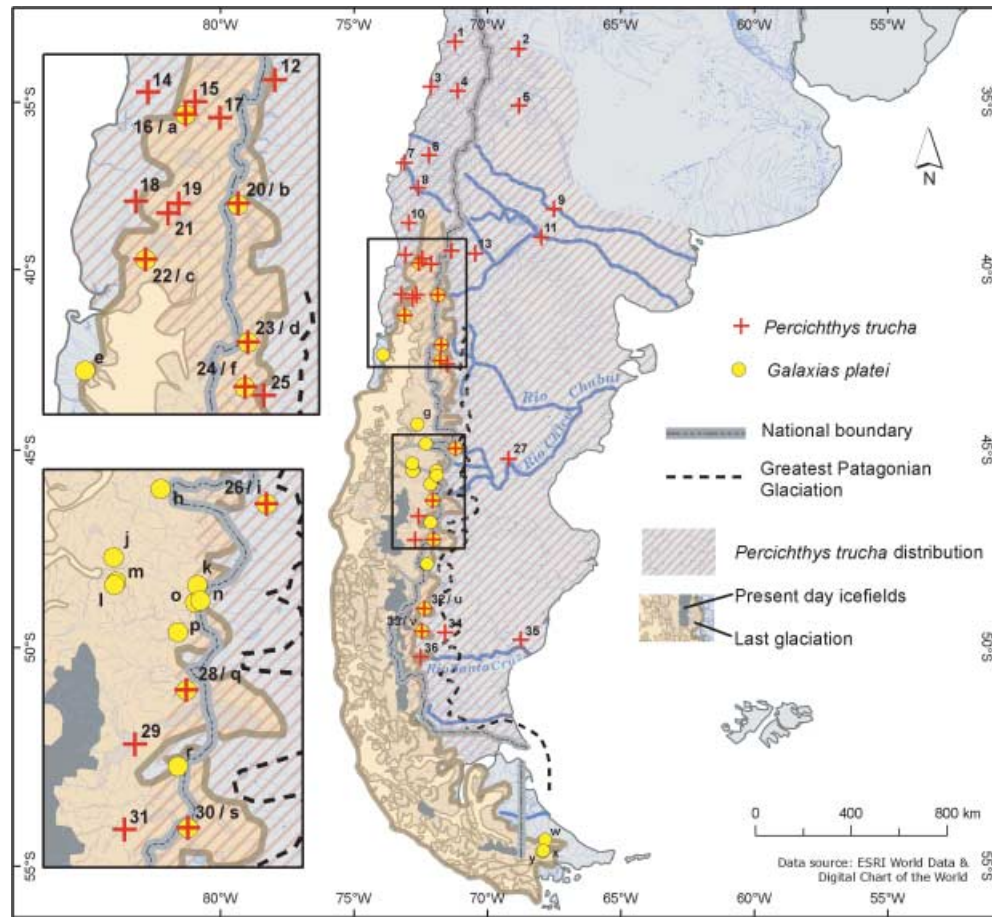 80°W 75°W 70°W 65°W 60°W 55°W
35°S
40°S
45°S
50°S
55°S
35°S
40°S
45°S
50°S
55°S
80°W 75°W 70°W 65°W 60°W 55°W
12
14
15
17
16 / a
18
19
20 / b
21
22 / c
23 / d
e
24 / f
25
26 / i
h
j
k
m
l
o
n
p
28 / q
29
r
31
30 / s
1
2
3
4
5
6
7
8
9
10
11
13
g
27
32 / u
33 / v
34
35
36
w
x
y
Rio Chubut
Rio Chico Chubut
Rio Santa Cruz
N
Percichthys trucha
Galaxias platei
National boundary
Greatest Patagonian
Glaciation
Percichthys trucha distribution
Present day icefields
Last glaciation
0 400 800 km
Data source: ESRI World Data &
Digital Chart of the World